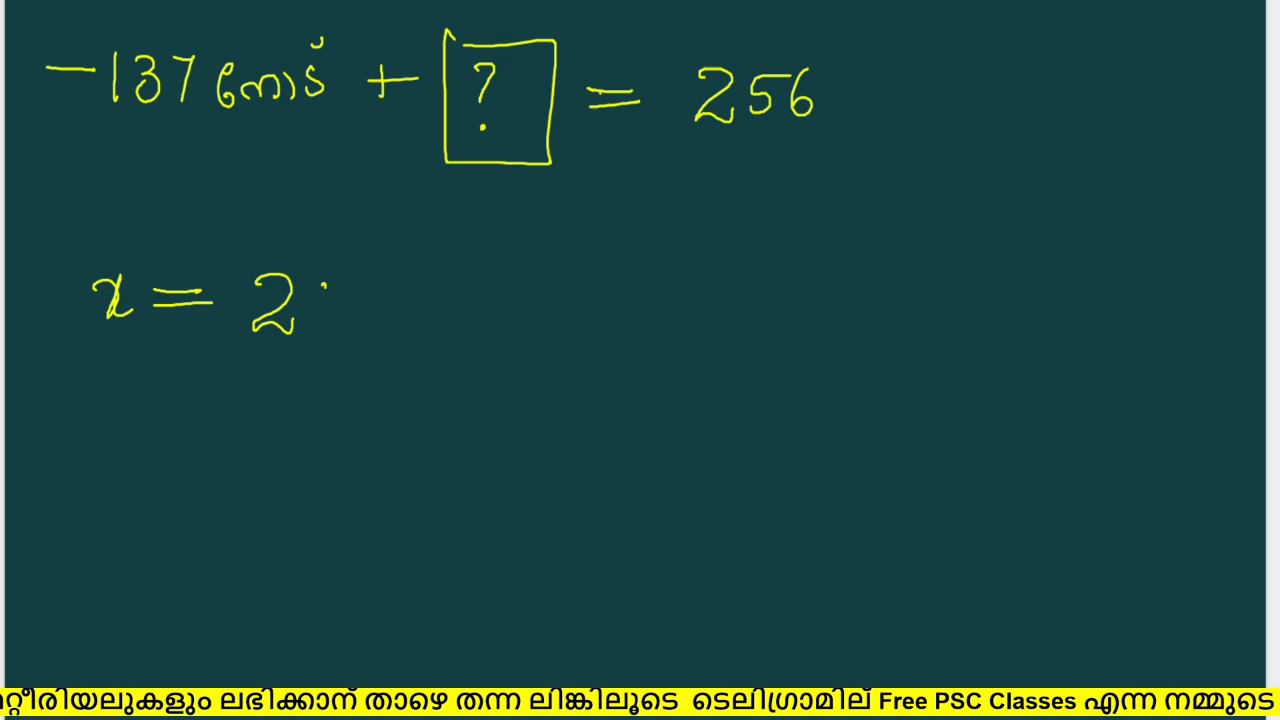 -137 നോട് + ? = 256
x = 2
റ്റീരിയലുകളും ലഭിക്കാന് താഴെ തന്ന ലിങ്കിലൂടെ ടെലിഗ്രാമില് Free PSC Classes എന്ന നമ്മുടെ